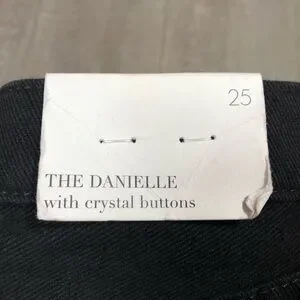 25
THE DANIELLE
with crystal buttons